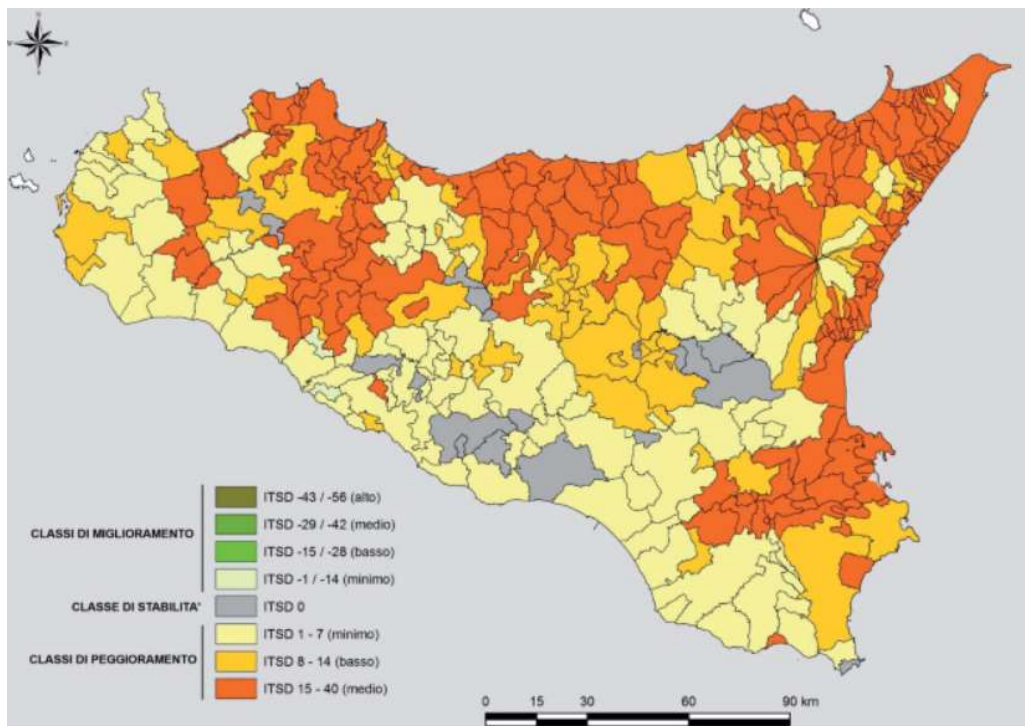 ITSD -43 / -56 (alto)
ITSD -29 / -42 (medio)
CLASSI DI MIGLIORAMENTO
ITSD -15 / -28 (basso)
ITSD -1 / -14 (minimo)
CLASSE DI STABILITA'
ITSD 0
ITSD 1 - 7 (minimo)
CLASSI DI PEGGIORAMENTO
ITSD 8 - 14 (basso)
ITSD 15 - 40 (medio)
0 15 30 60 90 km